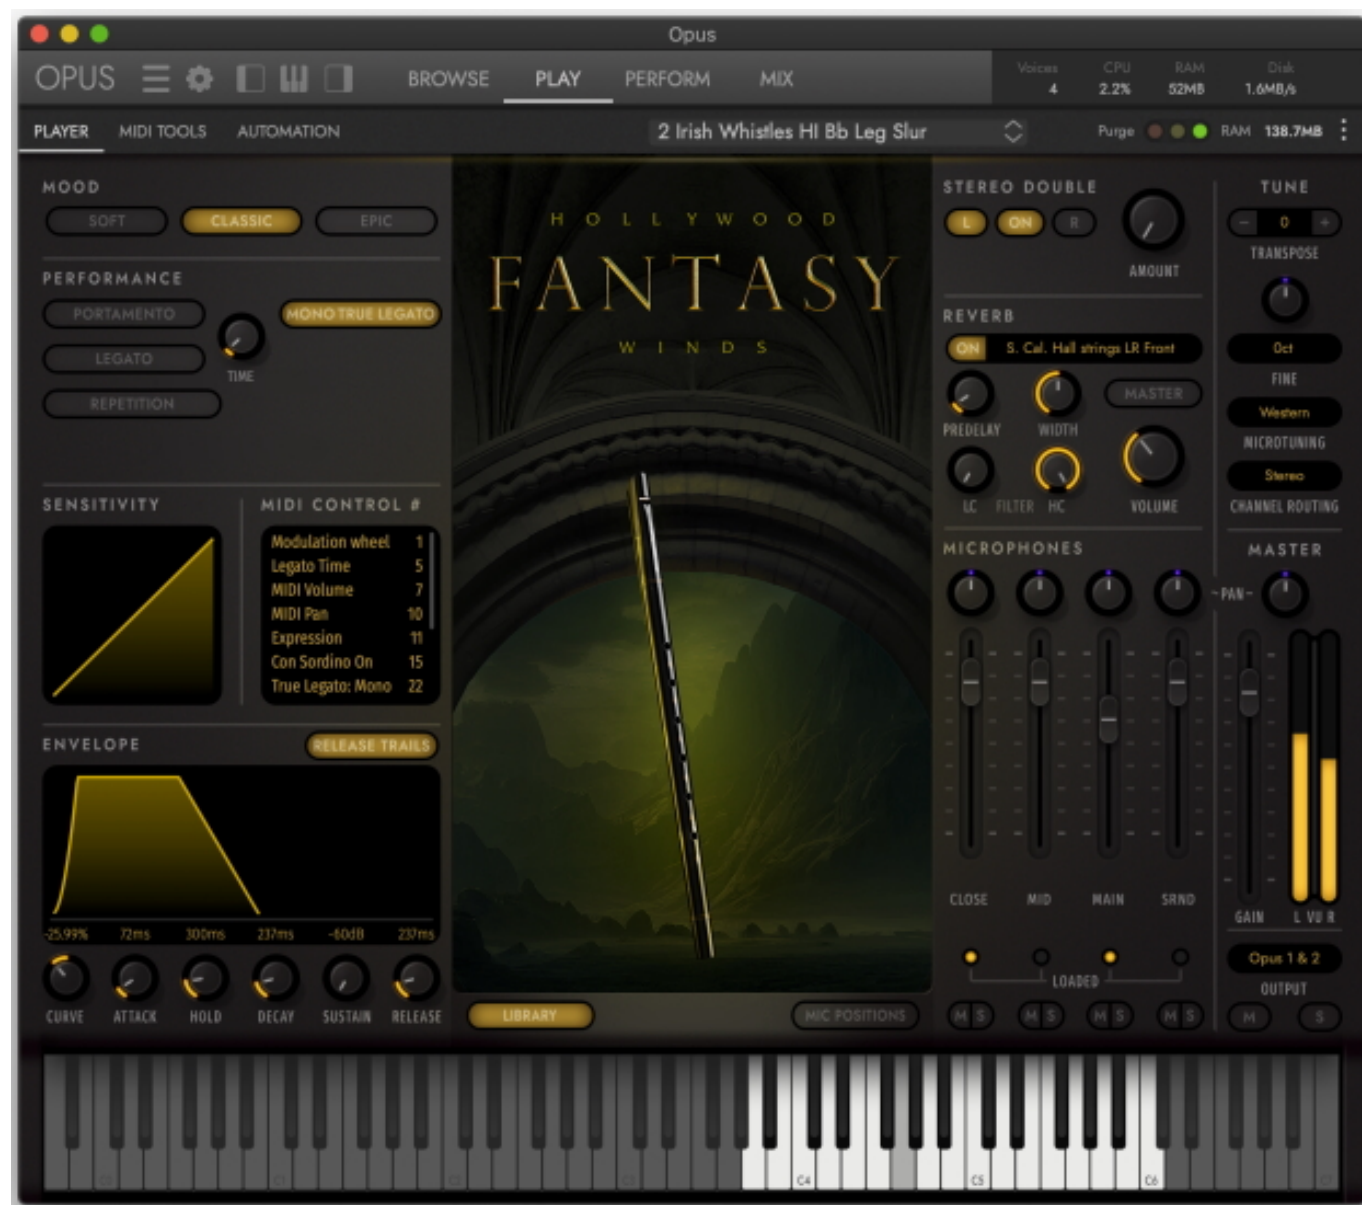 Opus
OPUS BROWSE PLAY PERFORM MIX
Voices CPU RAM Disk
4 2.2% 52MB 1.6MB/s
PLAYER MIDI TOOLS AUTOMATION 2 Irish Whistles HI Bb Leg Slur Purge RAM 138.7MB
MOOD
SOFT CLASSIC EPIC
PERFORMANCE
PORTAMENTO MONO TRUE LEGATO
LEGATO
TIME
REPETITION
SENSITIVITY
MIDI CONTROL #
Modulation wheel 1
Legato Time 5
MIDI Volume 7
MIDI Pan 10
Expression 11
Con Sordino On 15
True Legato: Mono 22
ENVELOPE RELEASE TRAILS
-25.99% 72ms 300ms 237ms -60dB 237ms
CURVE ATTACK HOLD DECAY SUSTAIN RELEASE
HOLLYWOOD
FANTASY
WINDS
LIBRARY MIC POSITIONS
STEREO DOUBLE
L ON R
AMOUNT
REVERB
ON S. Cal. Hall strings LR Front
MASTER
PREDELAY WIDTH
LC FILTER HC VOLUME
MICROPHONES
CLOSE MID MAIN SRND
LOADED
M S M S M S M S
TUNE
- 0 +
TRANSPOSE
Oct
FINE
Western
MICROTUNING
Stereo
CHANNEL ROUTING
MASTER
-PAN-
GAIN L VU R
Opus 1 & 2
OUTPUT
M S
C0 C1 C2 C3 C4 C5 C6 C7